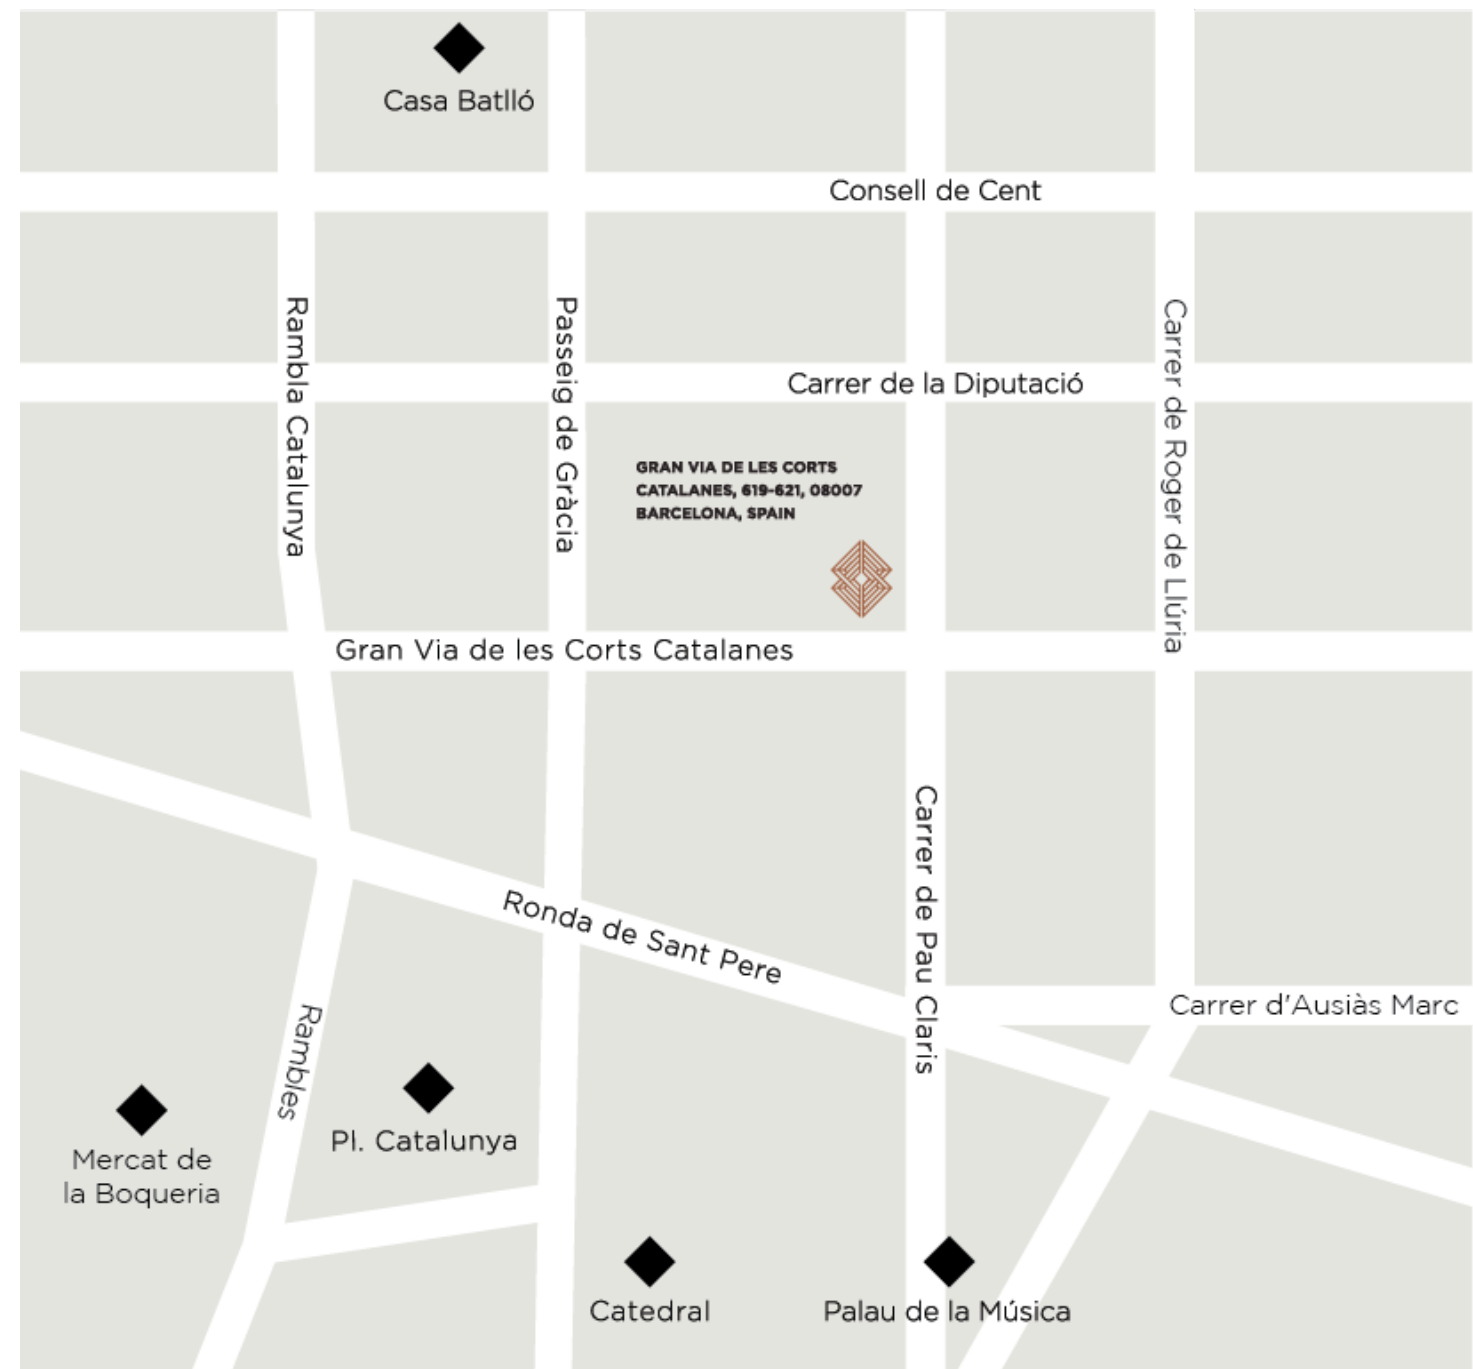 Casa Batlló
Consell de Cent
Rambla Catalunya
Passeig de Gràcia
Carrer de Roger de Llúria
Carrer de la Diputació
GRAN VIA DE LES CORTS
CATALANES, 619-621, 08007
BARCELONA, SPAIN
Gran Via de les Corts Catalanes
Carrer de Pau Claris
Ronda de Sant Pere
Carrer d'Ausiàs Marc
Rambles
Pl. Catalunya
Mercat de
la Boqueria
Catedral
Palau de la Música